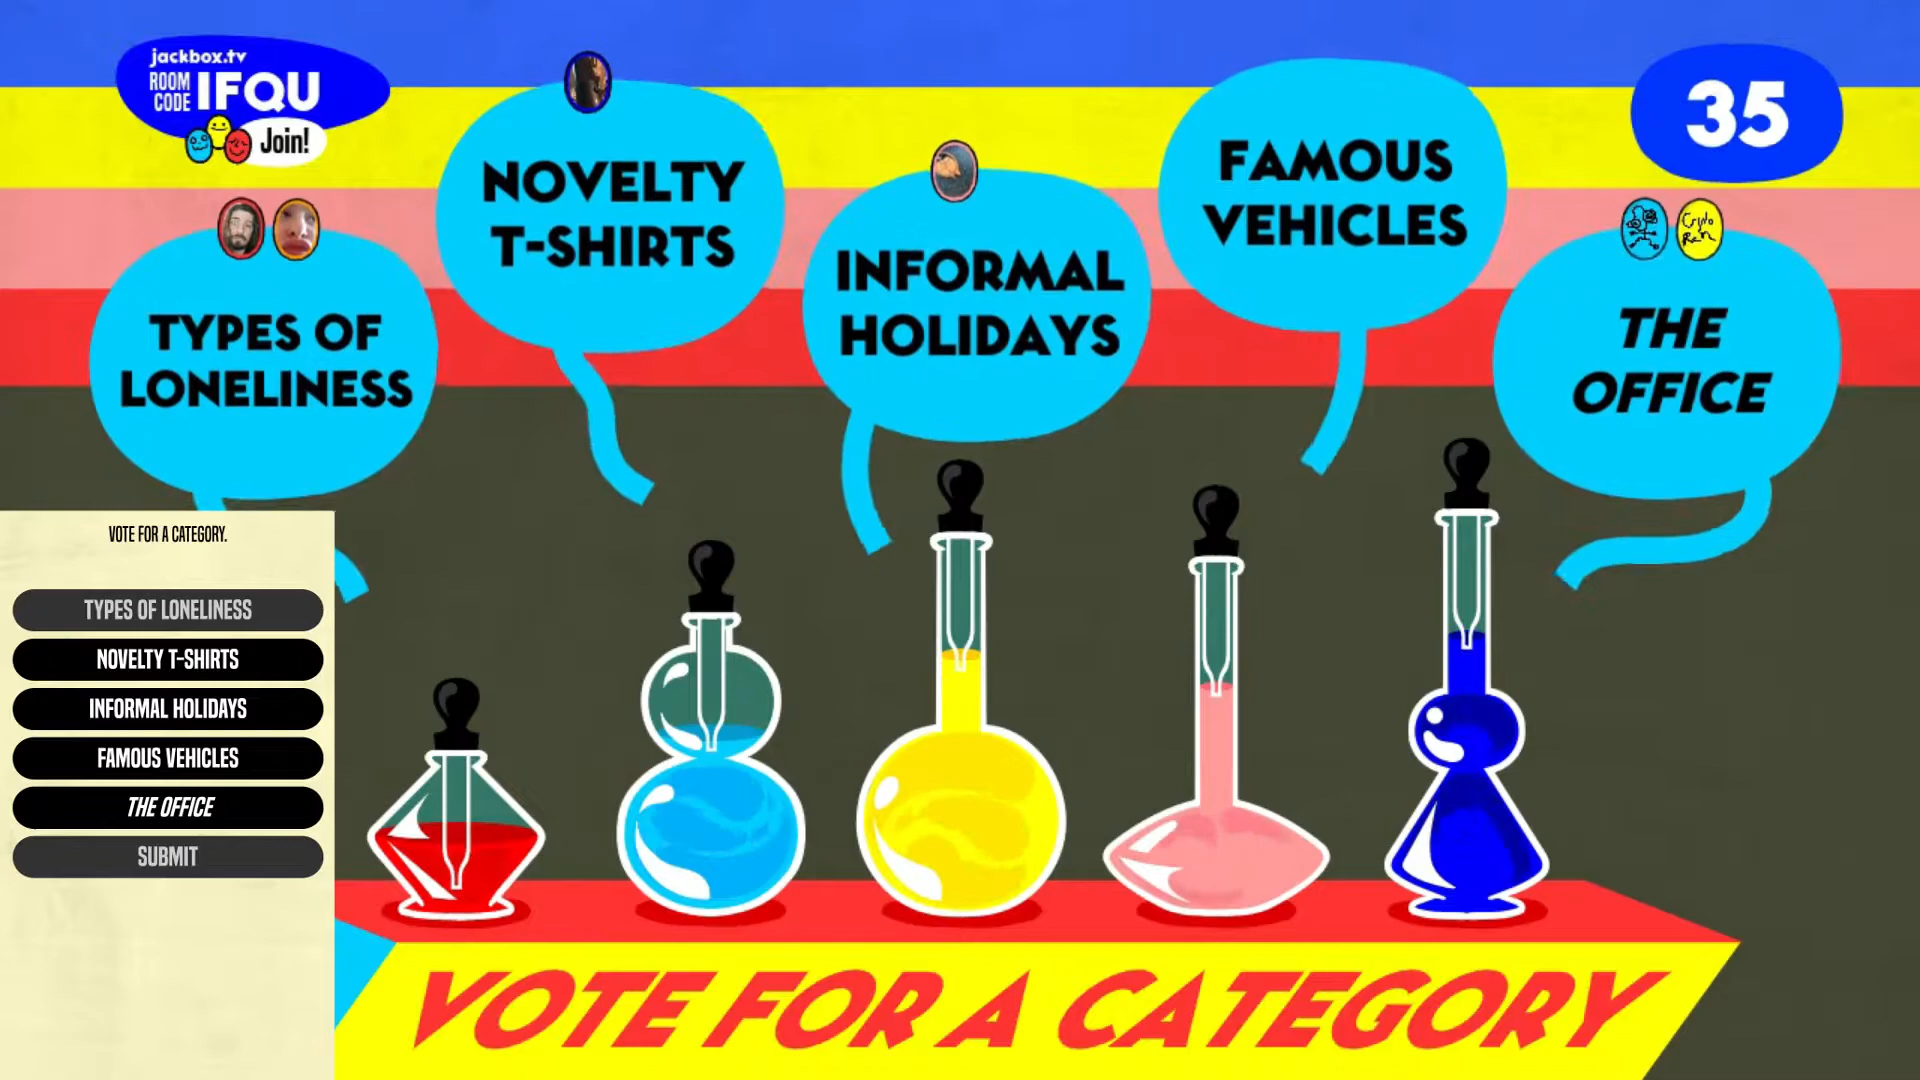 jackbox.tv
ROOM
CODE
IFQU
Join!
35
TYPES OF
LONELINESS
NOVELTY
T-SHIRTS
INFORMAL
HOLIDAYS
FAMOUS
VEHICLES
THE
OFFICE
VOTE FOR A CATEGORY.
TYPES OF LONELINESS
NOVELTY T-SHIRTS
INFORMAL HOLIDAYS
FAMOUS VEHICLES
THE OFFICE
SUBMIT
VOTE FOR A CATEGORY